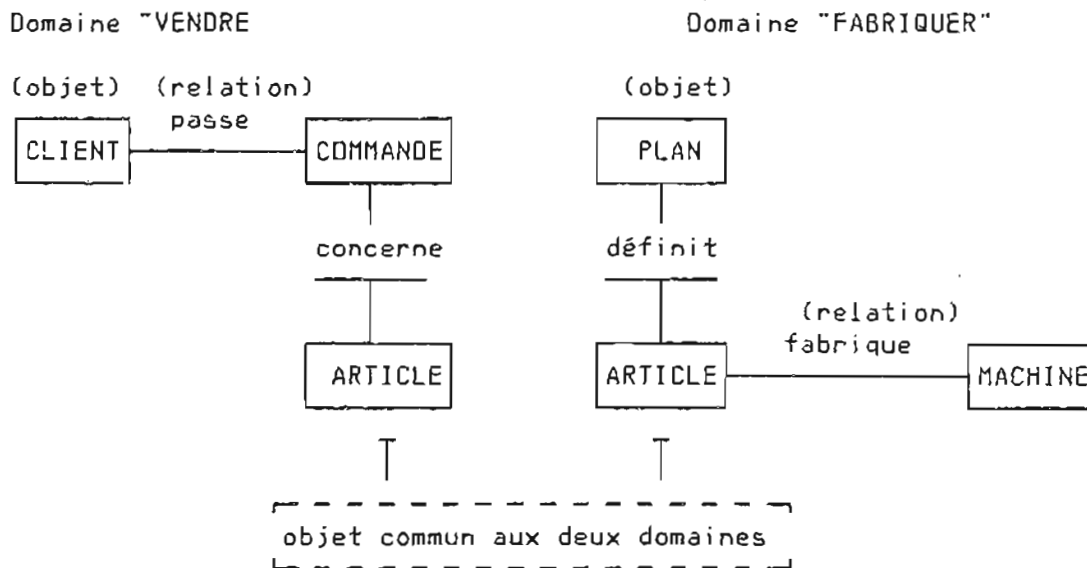 Domaine "VENDRE
Domaine "FABRIQUER"
(objet) (relation)
passe
(objet)
CLIENT
COMMANDE
PLAN
concerne
définit
(relation)
fabrique
ARTICLE
ARTICLE
MACHINE
objet commun aux deux domaines